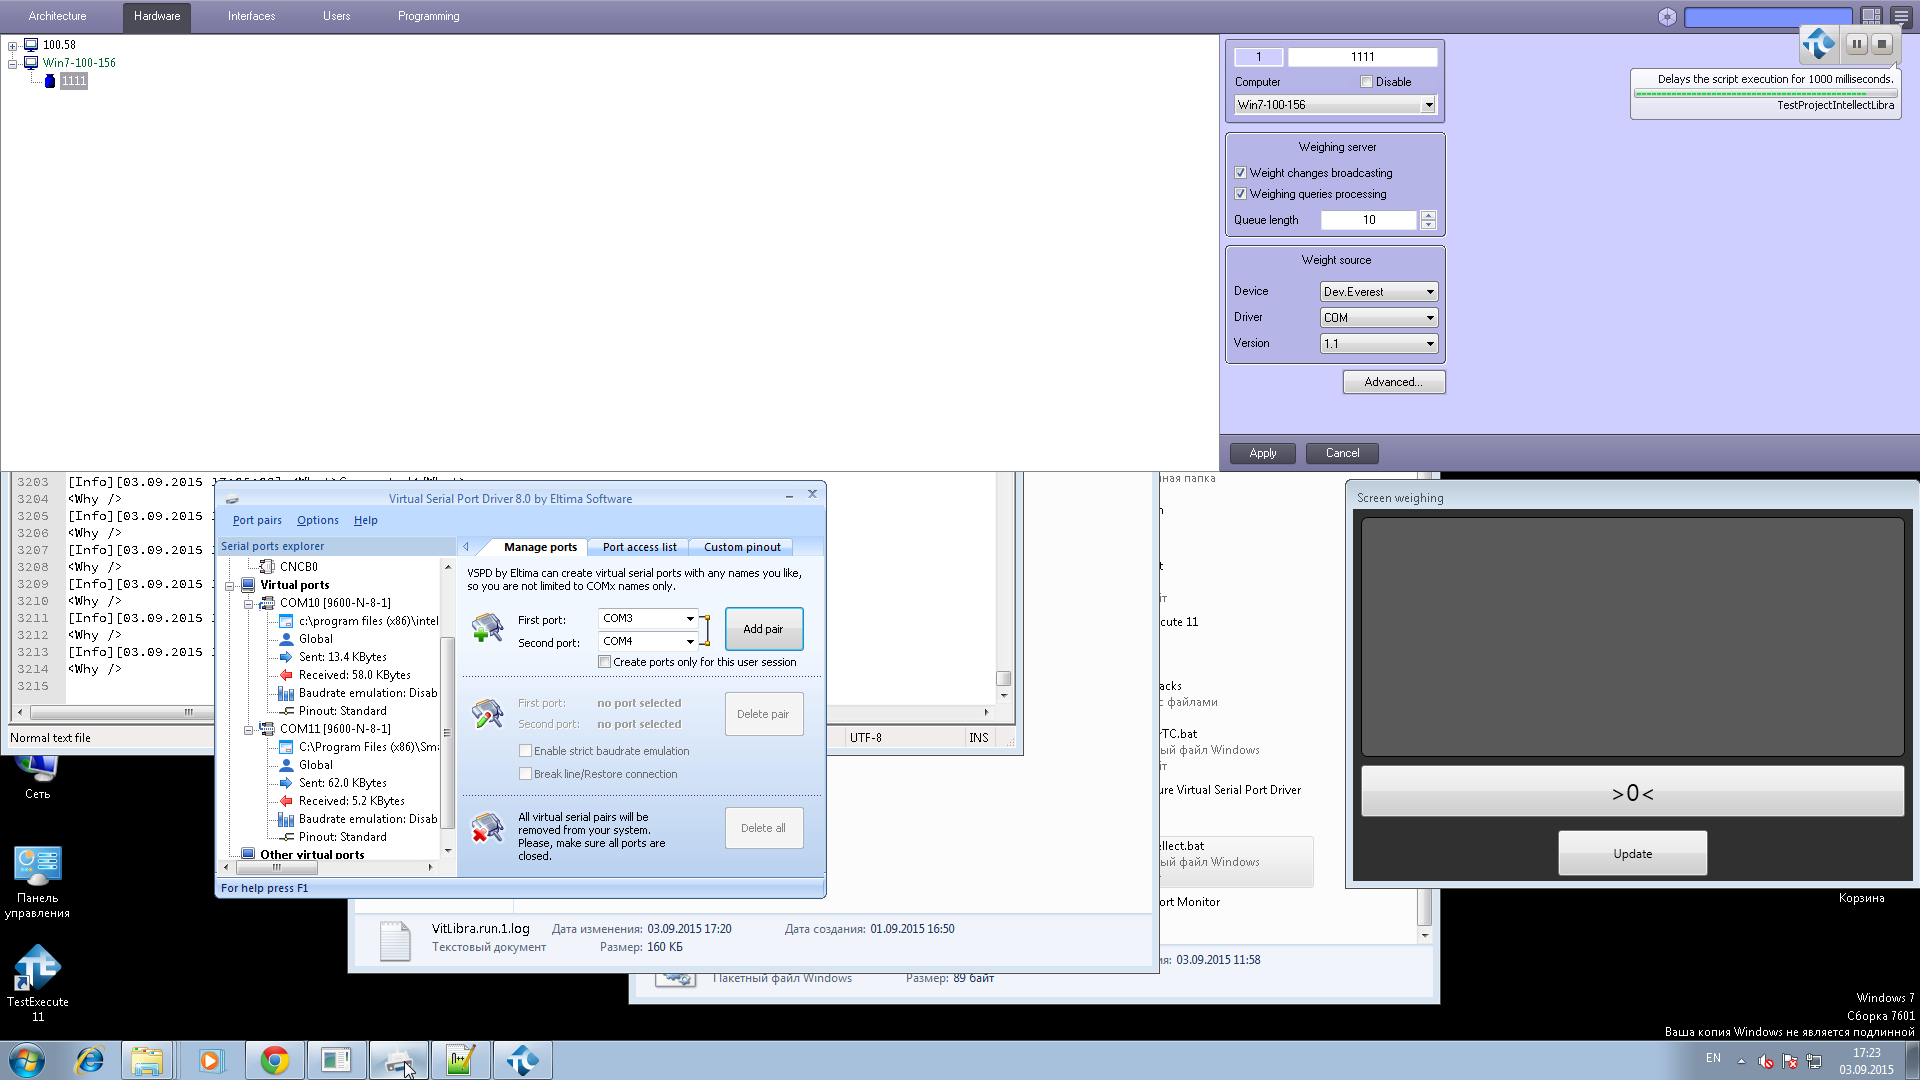 Architecture
Hardware
Interfaces
Users
Programming
100.58
Win7-100-156
1111
1
1111
Computer
Disable
Win7-100-156
Weighing server
Weight changes broadcasting
Weighing queries processing
Queue length
10
Weight source
Device
Dev.Everest
Driver
COM
Version
1.1
Advanced...
Apply
Cancel
Delays the script execution for 1000 milliseconds.
TestProjectIntellectLibra
3203 [Info][03.09.2015
3204 <Why />
3205 [Info][03.09.2015
3206 <Why />
3207 [Info][03.09.2015
3208 <Why />
3209 [Info][03.09.2015
3210 <Why />
3211 [Info][03.09.2015
3212 <Why />
3213 [Info][03.09.2015
3214 <Why />
3215
Normal text file
UTF-8
INS
Virtual Serial Port Driver 8.0 by Eltima Software
Port pairs
Options
Help
Serial ports explorer
CNCB0
Virtual ports
COM10 [9600-N-8-1]
c:\program files (x86)\intel
Global
Sent: 13.4 KBytes
Received: 58.0 KBytes
Baudrate emulation: Disab
Pinout: Standard
COM11 [9600-N-8-1]
C:\Program Files (x86)\Sma
Global
Sent: 62.0 KBytes
Received: 5.2 KBytes
Baudrate emulation: Disab
Pinout: Standard
Other virtual ports
Manage ports
Port access list
Custom pinout
VSPD by Eltima can create virtual serial ports with any names you like,
so you are not limited to COMx names only.
First port:
COM3
Second port:
COM4
Add pair
Create ports only for this user session
First port:
no port selected
Second port:
no port selected
Delete pair
Enable strict baudrate emulation
Break line/Restore connection
All virtual serial pairs will be
removed from your system.
Please, make sure all ports are
closed.
Delete all
For help press F1
нная папка
cute 11
acks
с файлами
rTC.bat
ый файл Windows
йт
ure Virtual Serial Port Driver
ellect.bat
ый файл Windows
ort Monitor
VitLibra.run.1.log
Дата изменения: 03.09.2015 17:20
Дата создания: 01.09.2015 16:50
Текстовый документ
Размер: 160 КБ
ия: 03.09.2015 11:58
Пакетный файл Windows
Размер: 89 байт
Screen weighing
>0<
Update
Сеть
Панель
управления
TestExecute
11
Корзина
Windows 7
Сборка 7601
Ваша копия Windows не является подлинной
EN
17:23
03.09.2015